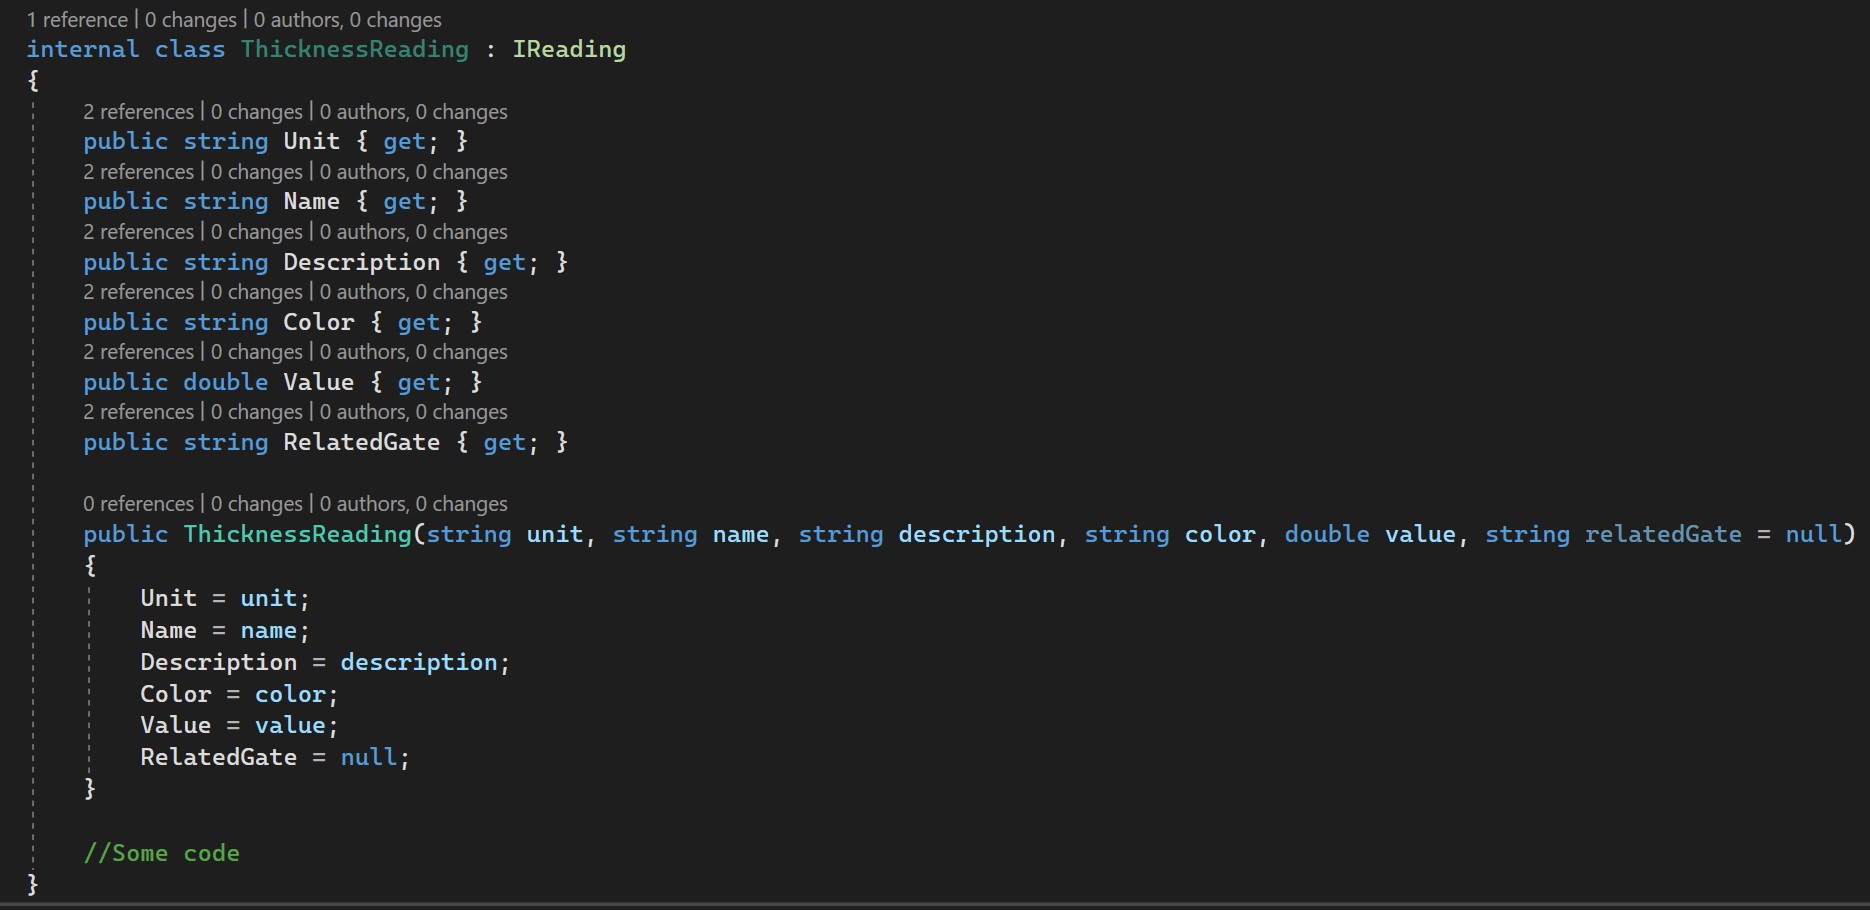 1 reference | 0 changes | 0 authors, 0 changes
internal class ThicknessReading : IReading
{
2 references | 0 changes | 0 authors, 0 changes
public string Unit { get; }
2 references | 0 changes | 0 authors, 0 changes
public string Name { get; }
2 references | 0 changes | 0 authors, 0 changes
public string Description { get; }
2 references | 0 changes | 0 authors, 0 changes
public string Color { get; }
2 references | 0 changes | 0 authors, 0 changes
public double Value { get; }
2 references | 0 changes | 0 authors, 0 changes
public string RelatedGate { get; }
0 references | 0 changes | 0 authors, 0 changes
public ThicknessReading(string unit, string name, string description, string color, double value, string relatedGate = null)
{
Unit = unit;
Name = name;
Description = description;
Color = color;
Value = value;
RelatedGate = null;
}
//Some code
}